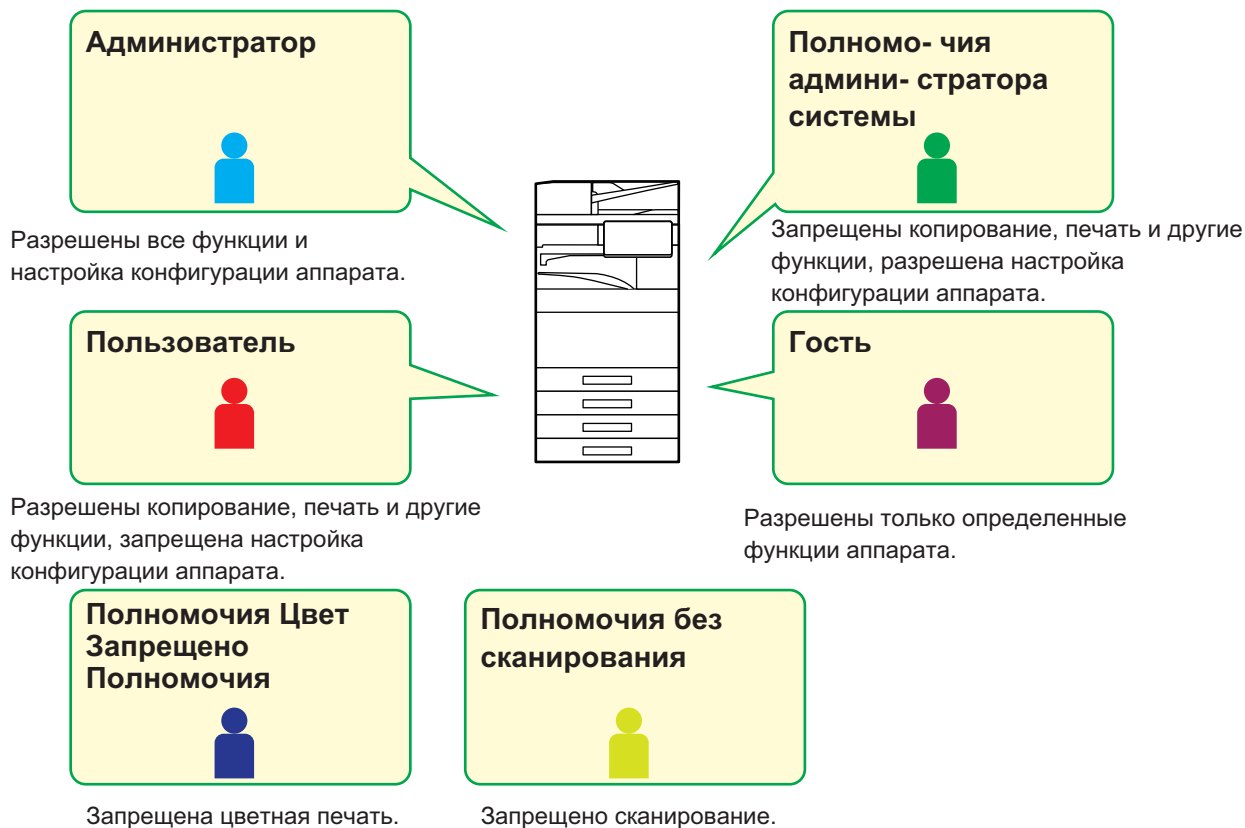 Администратор
Полномо- чия
админи- стратора
системы
Разрешены все функции и
настройка конфигурации аппарата.
Запрещены копирование, печать и другие
функции, разрешена настройка
конфигурации аппарата.
Пользователь
Гость
Разрешены копирование, печать и другие
функции, запрещена настройка
конфигурации аппарата.
Разрешены только определенные
функции аппарата.
Полномочия Цвет
Запрещено
Полномочия
Полномочия без
сканирования
Запрещена цветная печать.
Запрещено сканирование.